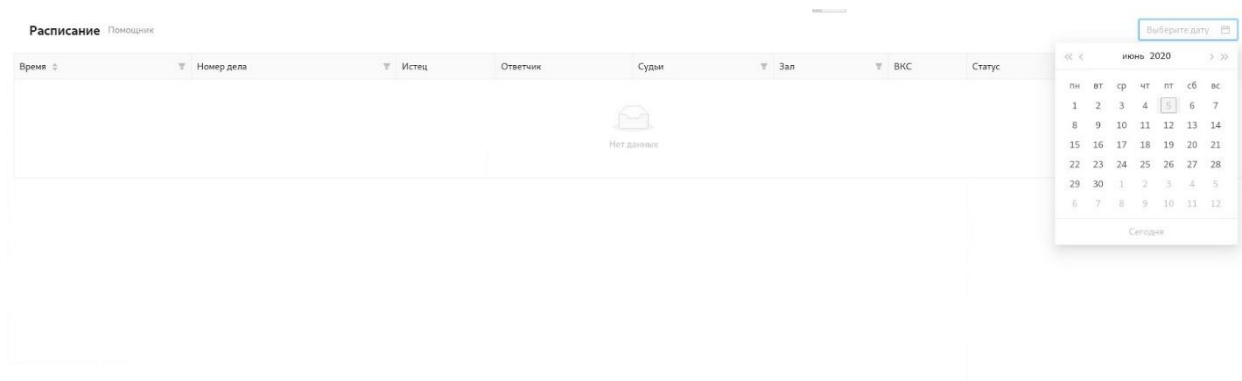 Расписание Помощник
Выберите дату
Время Номер дела Истец Ответчик Судьи Зал ВКС Статус
июнь 2020
пн вт ср чт пт сб вс
1 2 3 4 5 6 7
8 9 10 11 12 13 14
15 16 17 18 19 20 21
22 23 24 25 26 27 28
29 30 1 2 3 4 5
6 7 8 9 10 11 12
Сегодня
Нет данных